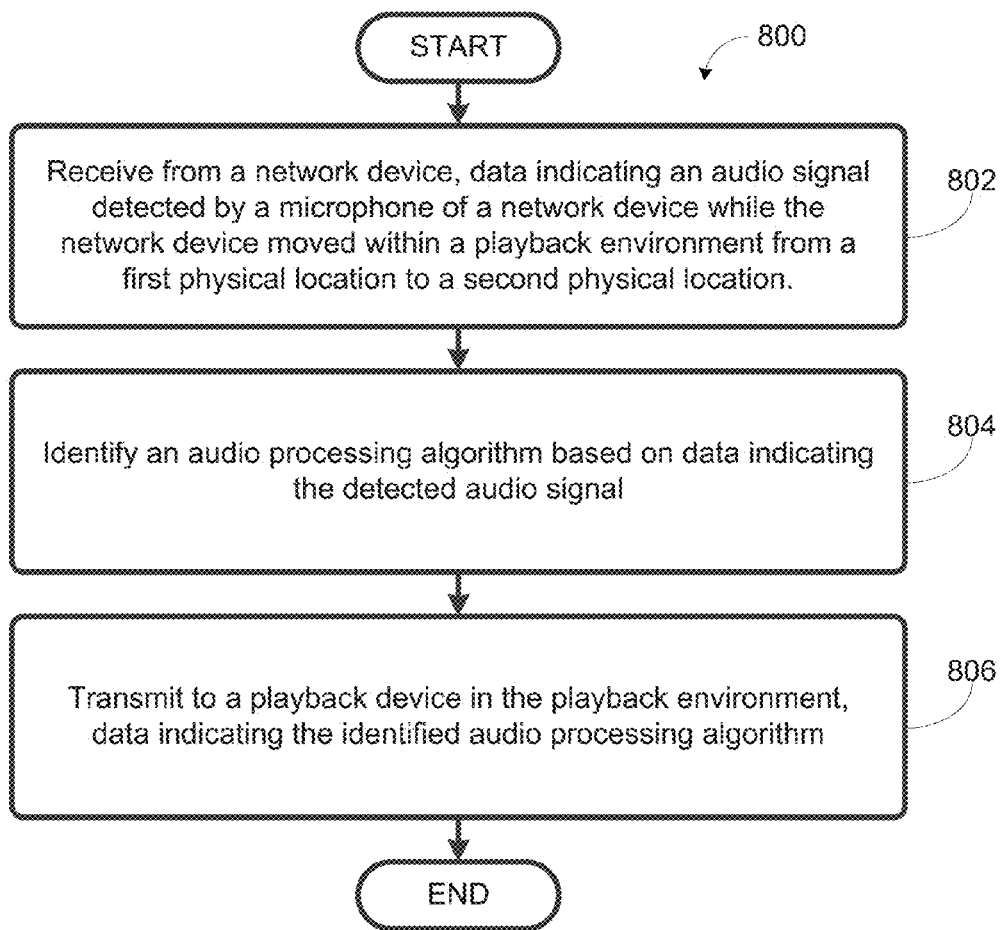 START
800
Receive from a network device, data indicating an audio signal
detected by a microphone of a network device while the
network device moved within a playback environment from a
first physical location to a second physical location.
802
Identify an audio processing algorithm based on data indicating
the detected audio signal
804
Transmit to a playback device in the playback environment,
data indicating the identified audio processing algorithm
806
END